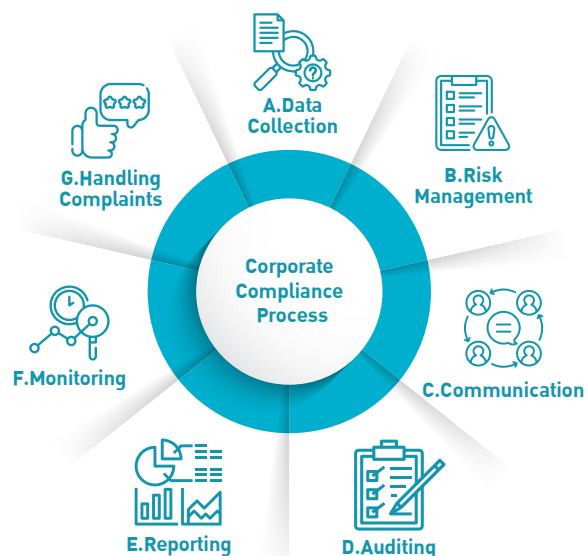 A.Data
Collection
B.Risk
Management
C.Communication
D.Auditing
E.Reporting
F.Monitoring
G.Handling
Complaints
Corporate
Compliance
Process
?